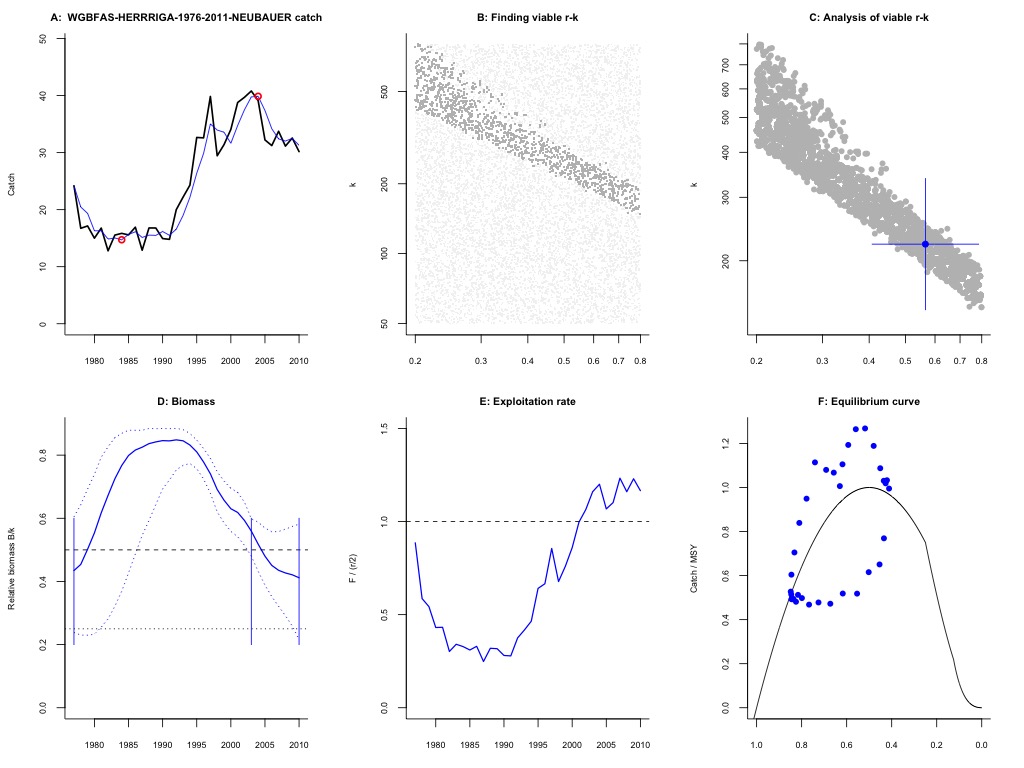 A: WGBFAS-HERRRIGA-1976-2011-NEUBAUER catch
Catch
50
40
30
20
10
0
1980 1985 1990 1995 2000 2005 2010
B: Finding viable r-k
k
500
200
100
50
0.2 0.3 0.4 0.5 0.6 0.7 0.8
C: Analysis of viable r-k
k
700
600
500
400
300
200
0.2 0.3 0.4 0.5 0.6 0.7 0.8
D: Biomass
Relative biomass B/k
0.8
0.6
0.4
0.2
0.0
1980 1985 1990 1995 2000 2005 2010
E: Exploitation rate
F / (r/2)
1.5
1.0
0.5
0.0
1980 1985 1990 1995 2000 2005 2010
F: Equilibrium curve
Catch / MSY
1.2
1.0
0.8
0.6
0.4
0.2
0.0
1.0 0.8 0.6 0.4 0.2 0.0